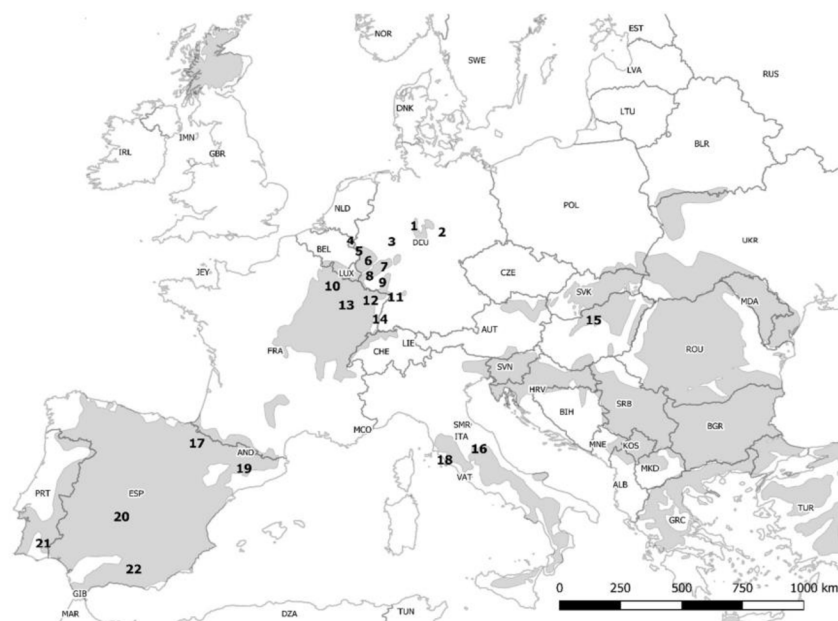 NOR
EST
SWE
LVA
RUS
DNK
LTU
IMN
IRL
GBR
BLR
NLD
1
2
POL
4
3
BEL
5
6
7
UKR
JEY
LUX
8
9
CZE
10
12
11
SVK
13
MDA
14
15
AUT
FRA
CHE
LIE
ROU
SVN
HRV
SRB
BIH
MCO
SMR
ITA
16
BGR
17
AND
18
MNE
KOS
VAT
MKD
19
ALB
PRT
ESP
20
GRC
TUR
21
22
GIB
0 250 500 750 1000 km
MAR
DZA
TUN